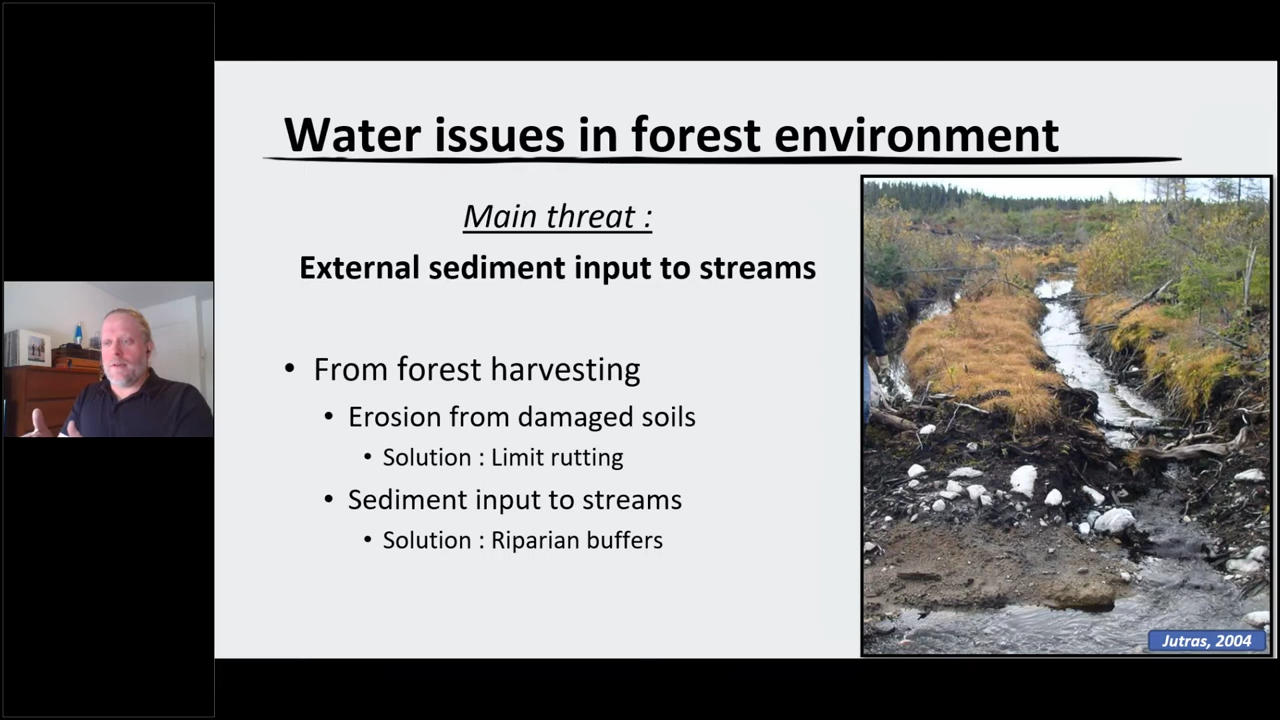 Water issues in forest environment
Main threat :
External sediment input to streams
• From forest harvesting
• Erosion from damaged soils
• Solution : Limit rutting
• Sediment input to streams
• Solution : Riparian buffers
Jutras, 2004